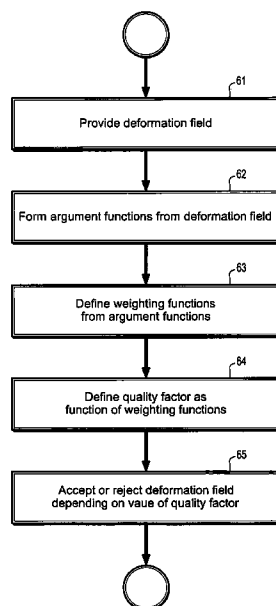 61
Provide deformation field
62
Form argument functions from deformation field
63
Define weighting functions
from argument functions
64
Define quality factor as
function of weighting functions
65
Accept or reject deformation field
depending on vaue of quality factor